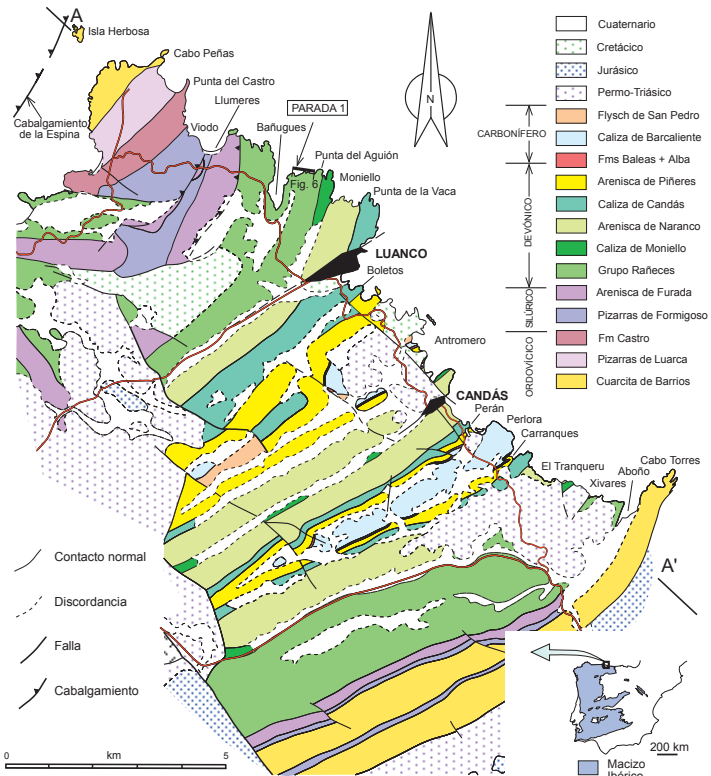 A
Isla Herbosa
Cabo Peñas
Punta del Castro
Llumeres
Cabalgamiento
de la Espina
Viodo
Bañugues
PARADA 1
Punta del Aguión
Fig. 6
Moniello
Punta de la Vaca
LUANCO
Boletos
Antromero
CANDÁS
Perán
Perlora
Carranques
El Tranqueru
Xivares
Aboño
Cabo Torres
A'
N
Cuaternario
Cretácico
Jurásico
Permo-Triásico
Flysch de San Pedro
Caliza de Barcaliente
Fms Baleas + Alba
Arenisca de Piñeres
Caliza de Candás
Arenisca de Naranco
Caliza de Moniello
Grupo Rañeces
Arenisca de Furada
Pizarras de Formigoso
Fm Castro
Pizarras de Luarca
Cuarcita de Barrios
CARBONÍFERO
DEVÓNICO
SILÚRICO
ORDOVÍCICO
Contacto normal
Discordancia
Falla
Cabalgamiento
0 km 5
200 km
Macizo
Ibérico